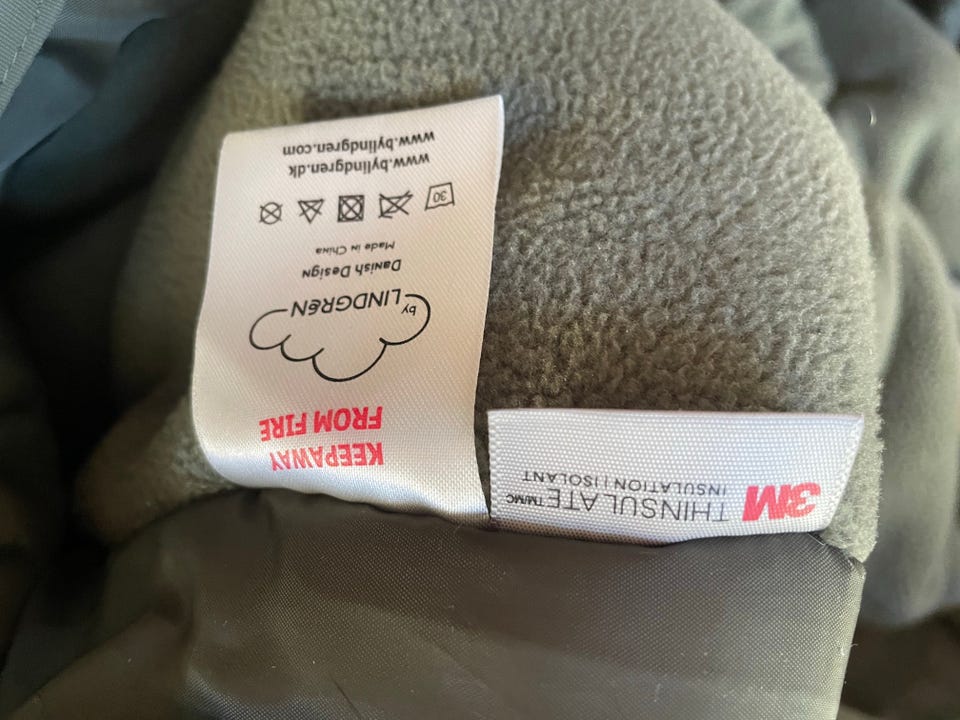 KEEPAWAY
FROM FIRE
by LINDGRěN
Danish Design
Made in China
30
www.bylindgren.dk
www.bylindgren.com
3M THINSULATE TM/MC
INSULATION | ISOLANT